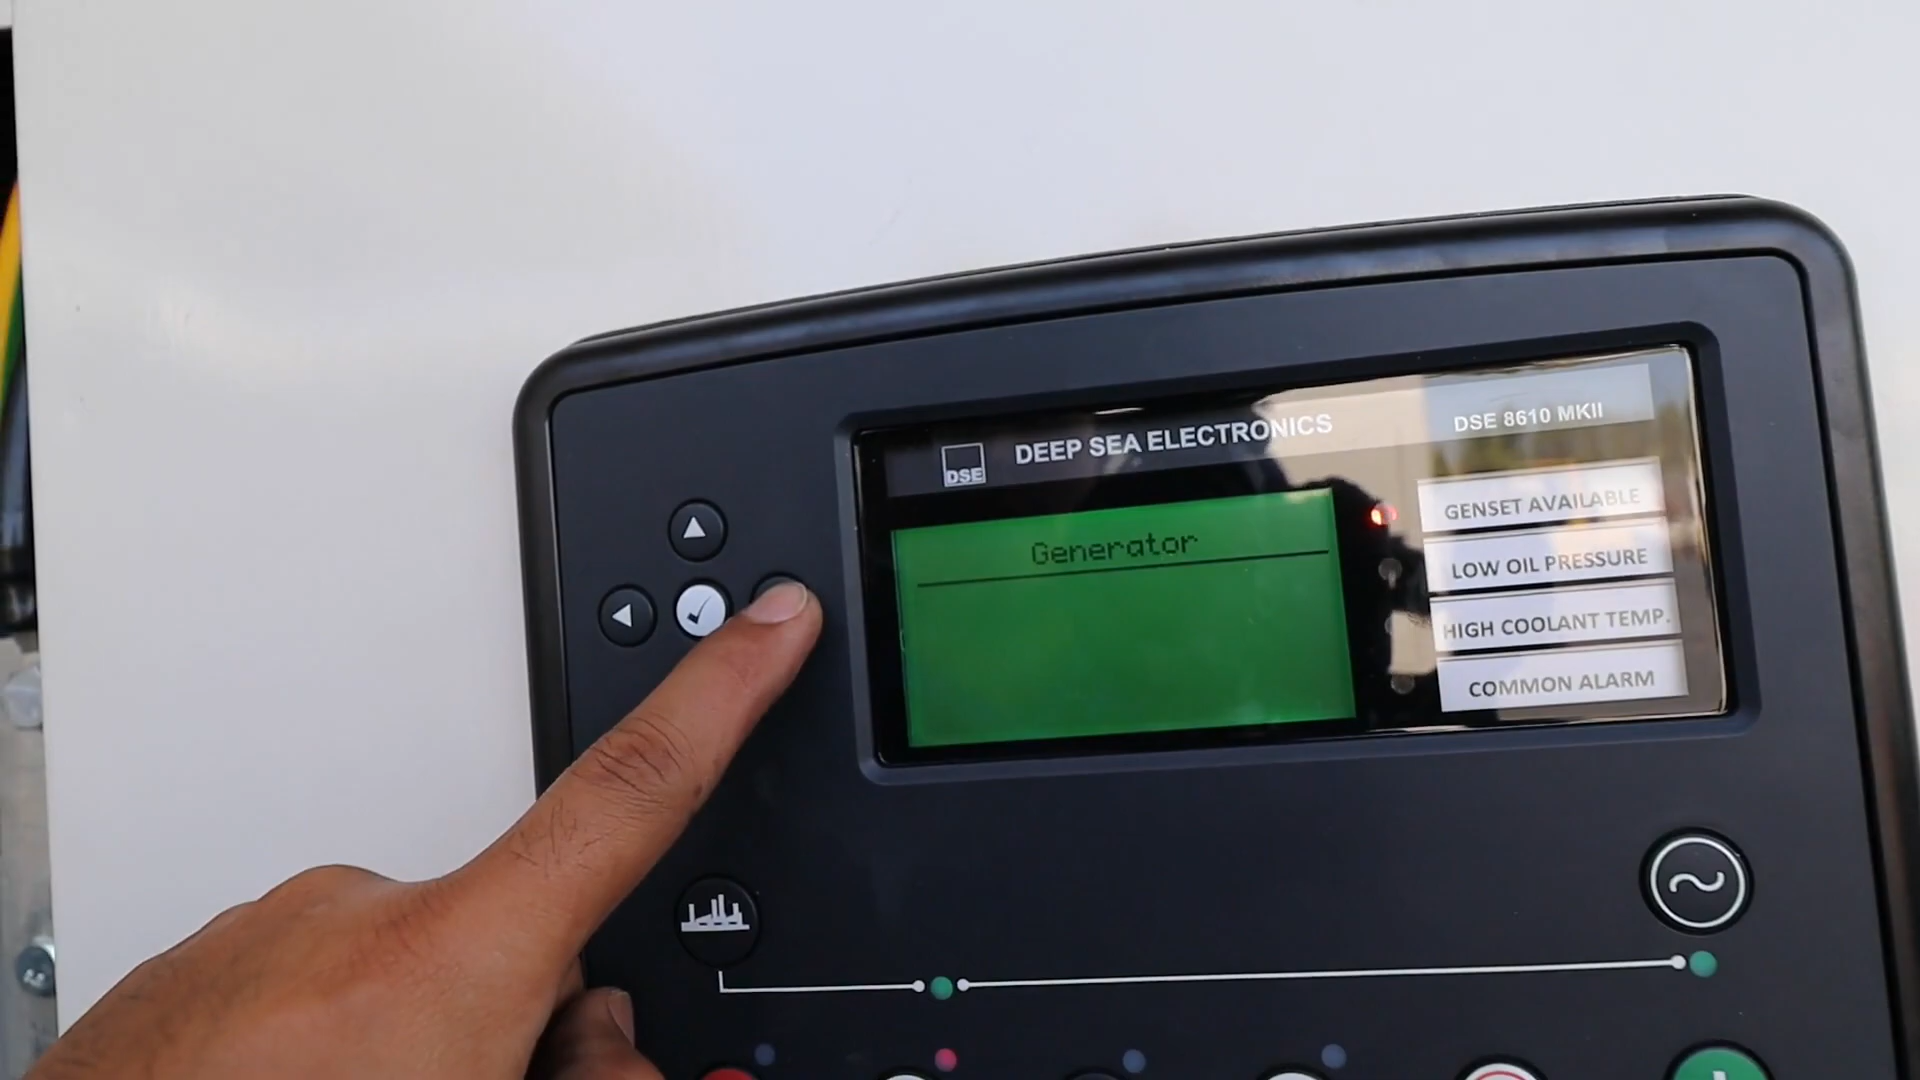 DSE
DEEP SEA ELECTRONICS
DSE 8610 MKII
Generator
GENSET AVAILABLE
LOW OIL PRESSURE
HIGH COOLANT TEMP.
COMMON ALARM